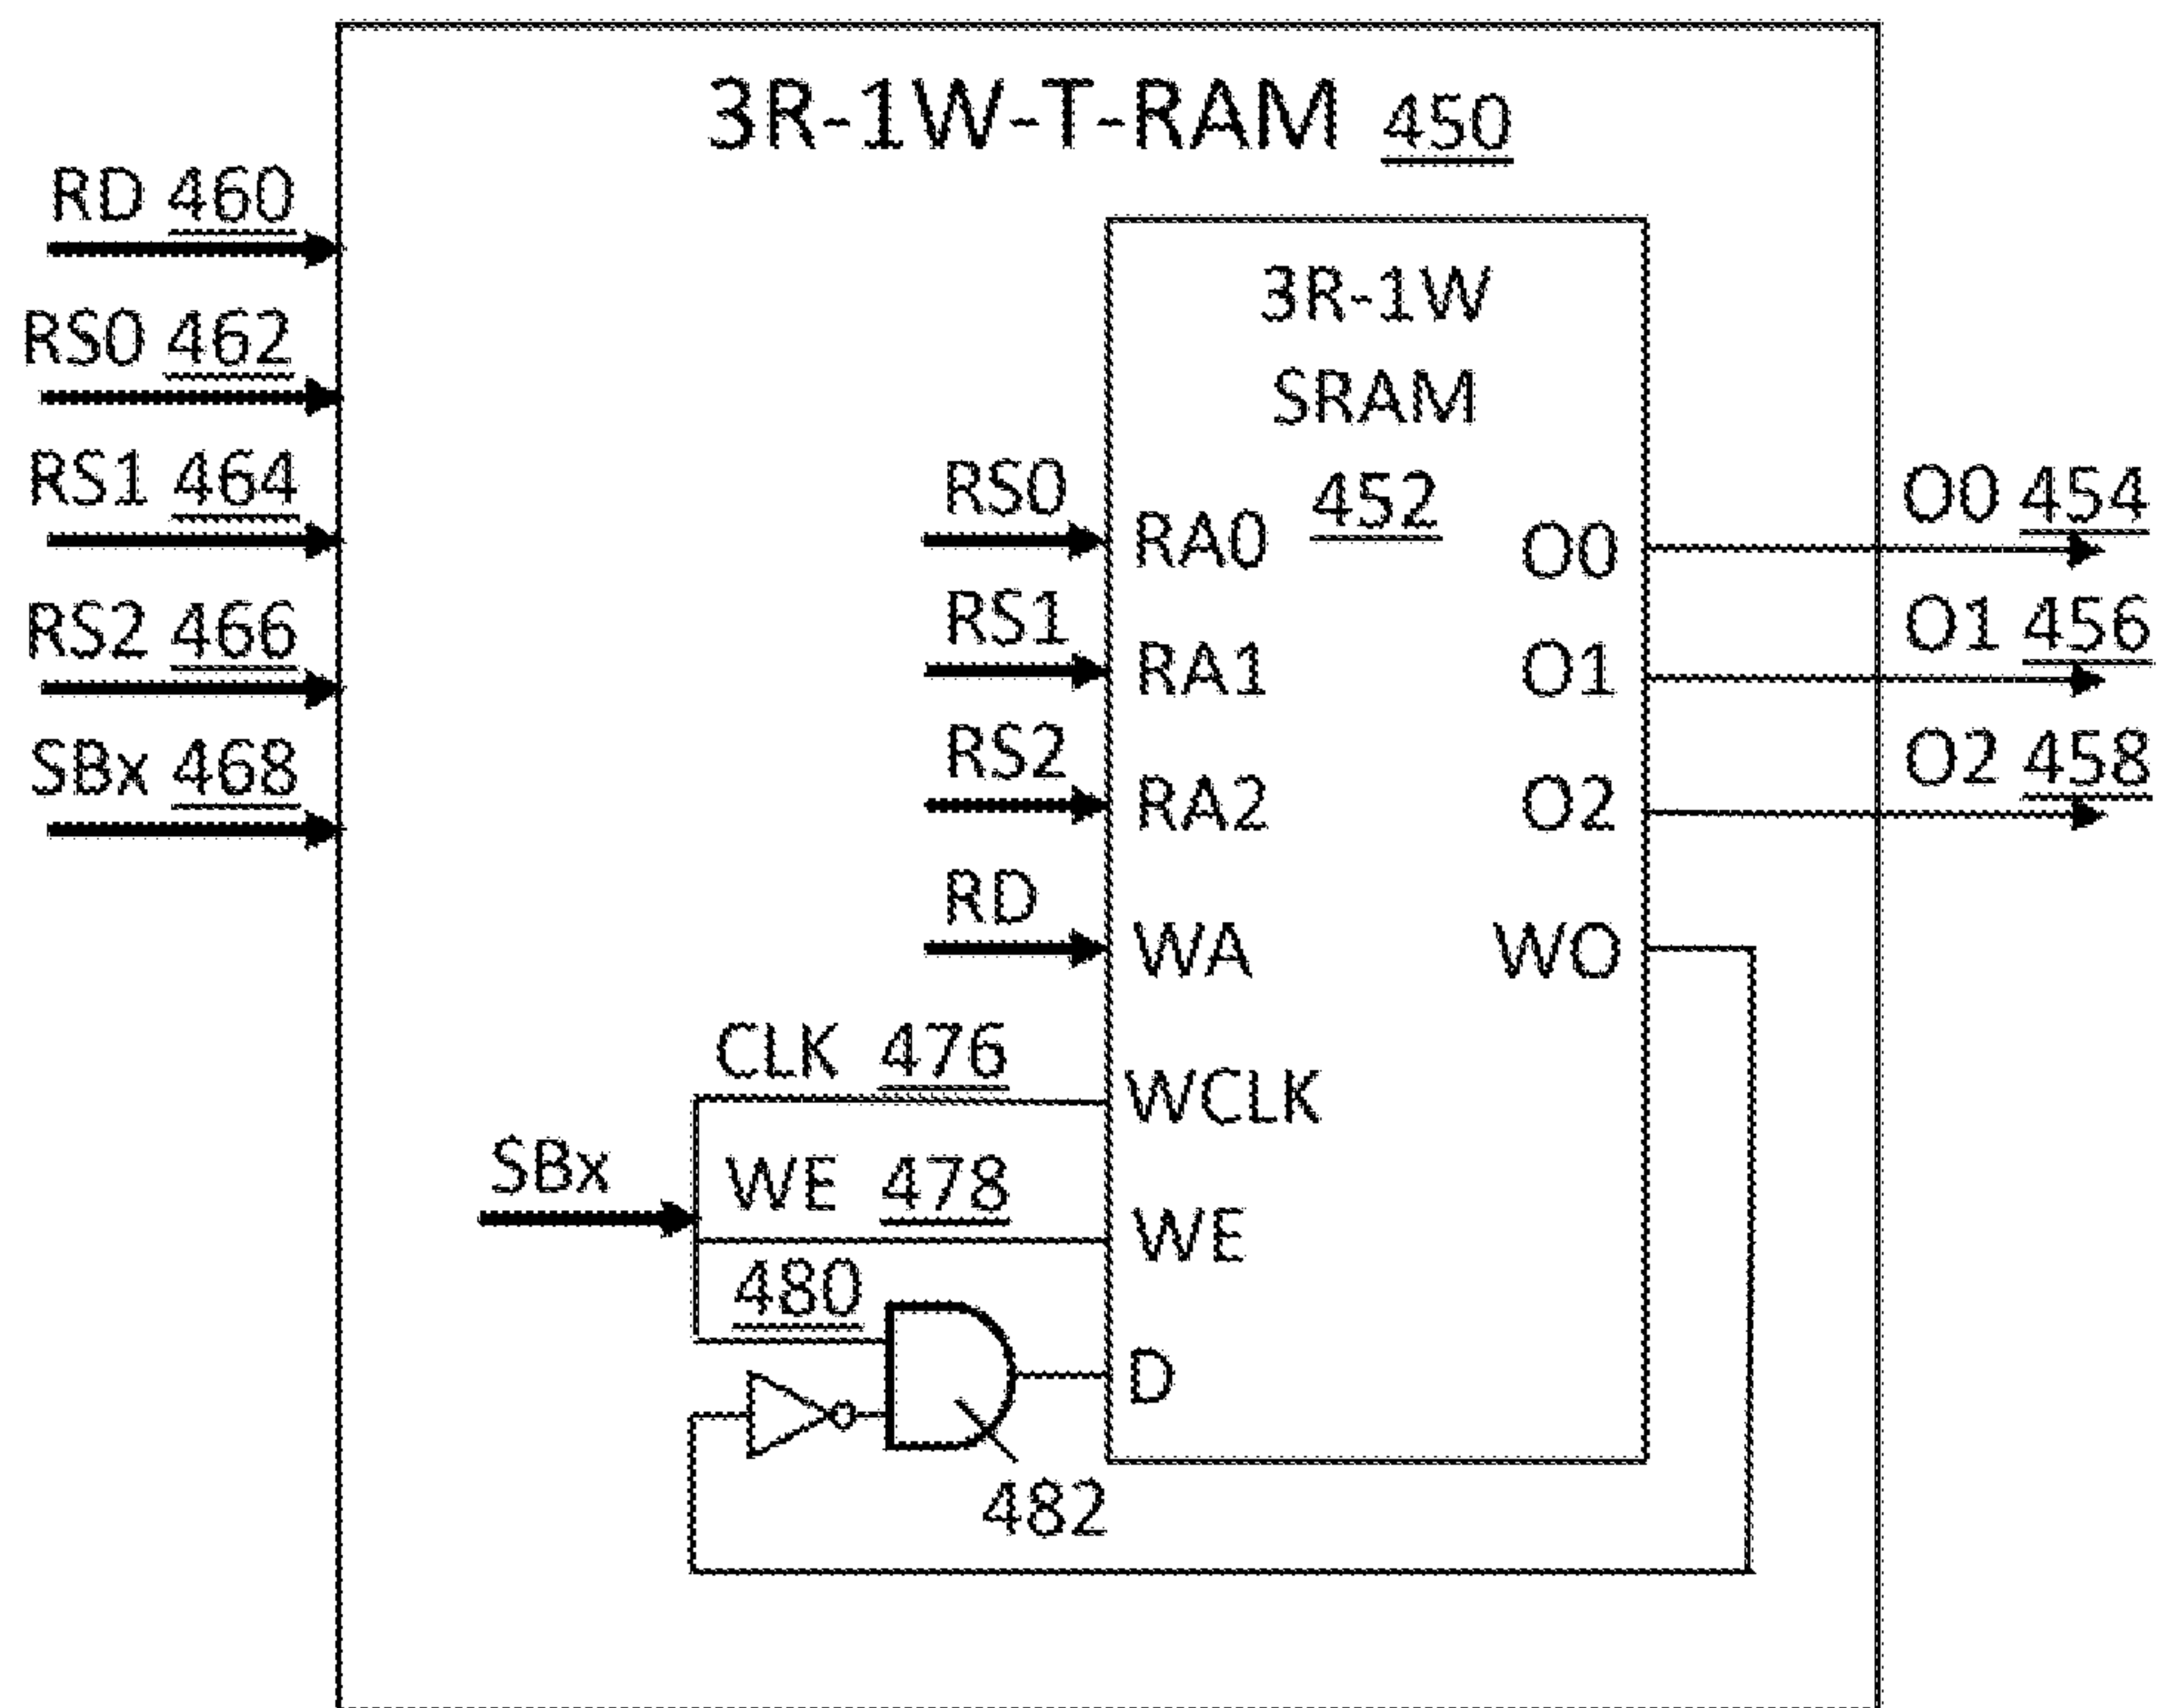 3R-1W-T-RAM 450
RD 460
RS0 462
RS1 464
RS2 466
SBx 468
3R-1W
SRAM
452
RS0
RA0
O0
O0 454
RS1
RA1
O1
O1 456
RS2
RA2
O2
O2 458
RD
WA
WO
CLK 476
WCLK
SBx
WE 478
WE
480
D
482